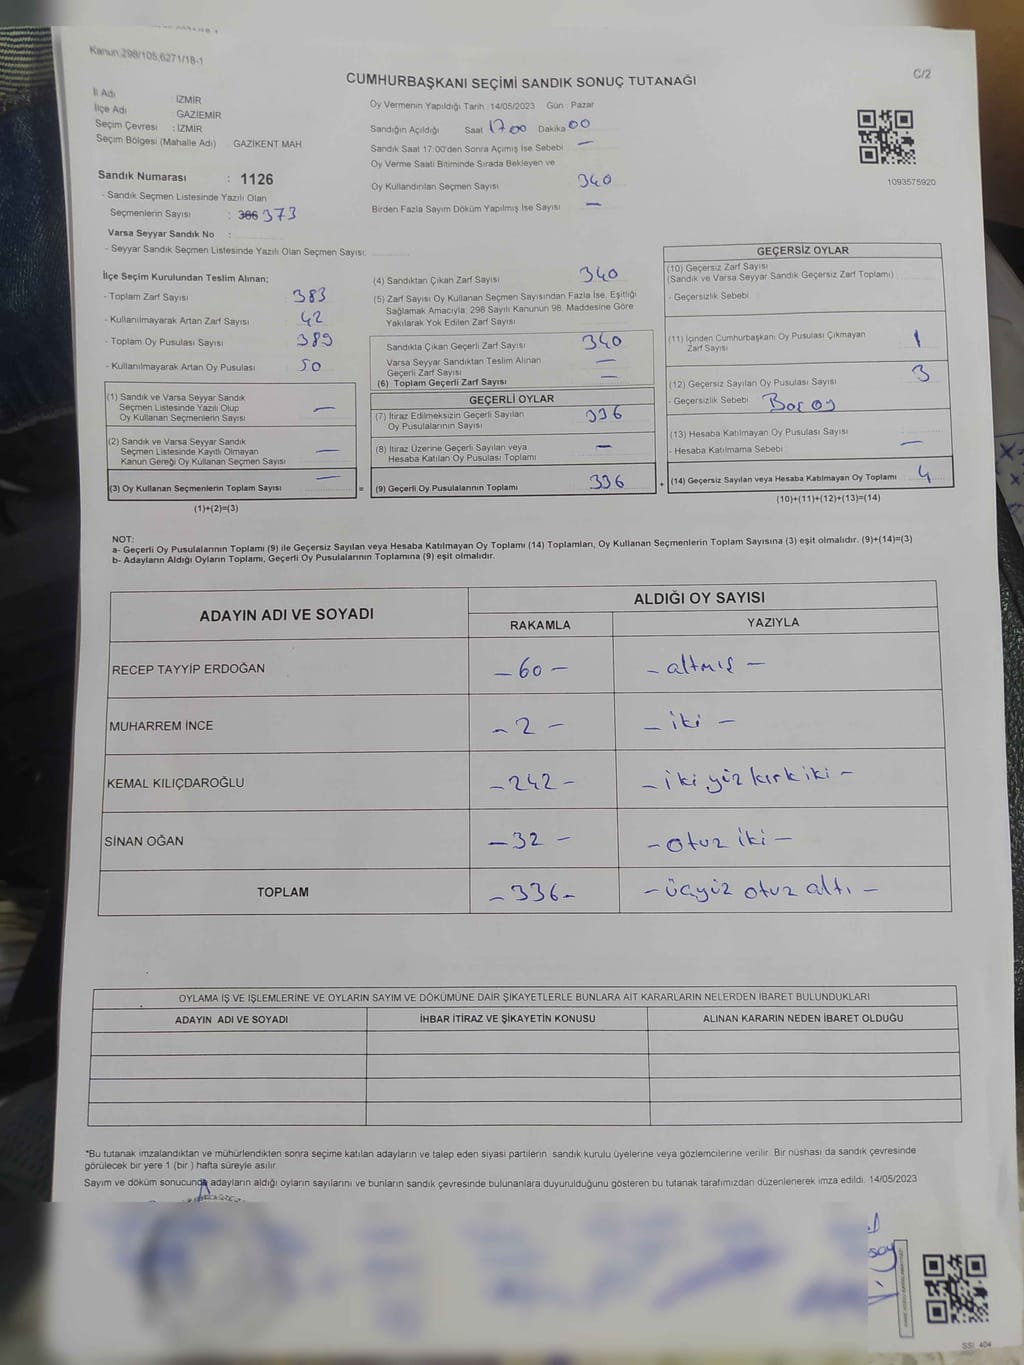 Kanun 298/105,6271/18-1
C/2
CUMHURBAŞKANI SEÇİMİ SANDIK SONUÇ TUTANAĞI
İl Adı : İZMİR
İlçe Adı : GAZİEMİR
Seçim Çevresi : İZMİR
Seçim Bölgesi (Mahalle Adı) GAZİKENT MAH.
Oy Vermenin Yapıldığı Tarih : 14/05/2023 Gün : Pazar
Sandığın Açıldığı Saat 17 00 Dakika 00
Sandık Saat 17:00'den Sonra Açımış İse Sebebi —
Oy Verme Saati Bitiminde Sırada Bekleyen ve
Oy Kullandırılan Seçmen Sayısı 340
Birden Fazla Sayım Döküm Yapılmış İse Sayısı —
1093575920
Sandık Numarası : 1126
- Sandık Seçmen Listesinde Yazılı Olan
Seçmenlerin Sayısı : 366 373
Varsa Seyyar Sandık No :
- Seyyar Sandık Seçmen Listesinde Yazılı Olan Seçmen Sayısı:
İlçe Seçim Kurulundan Teslim Alınan;
- Toplam Zarf Sayısı 383
- Kullanılmayarak Artan Zarf Sayısı 42
- Toplam Oy Pusulası Sayısı 389
- Kullanılmayarak Artan Oy Pusulası 50
(1) Sandık ve Varsa Seyyar Sandık
Seçmen Listesinde Yazılı Olup
Oy Kullanan Seçmenlerin Sayısı —
(2) Sandık ve Varsa Seyyar Sandık
Seçmen Listesinde Kayıtlı Olmayan
Kanun Gereği Oy Kullanan Seçmen Sayısı —
(3) Oy Kullanan Seçmenlerin Toplam Sayısı — =
(1)+(2)=(3)
(4) Sandıktan Çıkan Zarf Sayısı 340
(5) Zarf Sayısı Oy Kullanan Seçmen Sayısından Fazla İse, Eşitliği
Sağlamak Amacıyla; 298 Sayılı Kanunun 98. Maddesine Göre
Yakılarak Yok Edilen Zarf Sayısı
Sandıkta Çıkan Geçerli Zarf Sayısı 340
Varsa Seyyar Sandıktan Teslim Alınan
Geçerli Zarf Sayısı —
(6) Toplam Geçerli Zarf Sayısı —
GEÇERLİ OYLAR
(7) İtiraz Edilmeksizin Geçerli Sayılan
Oy Pusulalarının Sayısı 336
(8) İtiraz Üzerine Geçerli Sayılan veya
Hesaba Katılan Oy Pusulası Toplamı —
(9) Geçerli Oy Pusulalarının Toplamı 336 +
GEÇERSİZ OYLAR
(10) Geçersiz Zarf Sayısı
(Sandık ve Varsa Seyyar Sandık Geçersiz Zarf Toplamı)
- Geçersizlik Sebebi
(11) İçinden Cumhurbaşkanı Oy Pusulası Çıkmayan
Zarf Sayısı 1
(12) Geçersiz Sayılan Oy Pusulası Sayısı 3
- Geçersizlik Sebebi Boş oy
(13) Hesaba Katılmayan Oy Pusulası Sayısı
- Hesaba Katılmama Sebebi —
(14) Geçersiz Sayılan veya Hesaba Katılmayan Oy Toplamı 4
(10)+(11)+(12)+(13)=(14)
NOT:
a- Geçerli Oy Pusulalarının Toplamı (9) ile Geçersiz Sayılan veya Hesaba Katılmayan Oy Toplamı (14) Toplamları, Oy Kullanan Seçmenlerin Toplam Sayısına (3) eşit olmalıdır. (9)+(14)=(3)
b- Adayların Aldığı Oyların Toplamı, Geçerli Oy Pusulalarının Toplamına (9) eşit olmalıdır.
ADAYIN ADI VE SOYADI
ALDIĞI OY SAYISI
RAKAMLA YAZIYLA
RECEP TAYYİP ERDOĞAN – 60 – – altmış –
MUHARREM İNCE – 2 – – iki –
KEMAL KILIÇDAROĞLU – 242 – – iki yüz kırk iki –
SİNAN OĞAN – 32 – – otuz iki –
TOPLAM – 336 – – üçyüz otuz altı –
OYLAMA İŞ VE İŞLEMLERİNE VE OYLARIN SAYIM VE DÖKÜMÜNE DAİR ŞİKAYETLERLE BUNLARA AİT KARARLARIN NELERDEN İBARET BULUNDUKLARI
ADAYIN ADI VE SOYADI İHBAR İTİRAZ VE ŞİKAYETİN KONUSU ALINAN KARARIN NEDEN İBARET OLDUĞU
*Bu tutanak imzalandıktan ve mühürlendikten sonra seçime katılan adayların ve talep eden siyasi partilerin sandık kurulu üyelerine veya gözlemcilerine verilir. Bir nüshası da sandık çevresinde
görülecek bir yere 1 (bir ) hafta süreyle asılır.
Sayım ve döküm sonucunda adayların aldığı oyların sayılarını ve bunların sandık çevresinde bulunanlara duyurulduğunu gösteren bu tutanak tarafımızdan düzenlenerek imza edildi. 14/05/2023
SSI 404